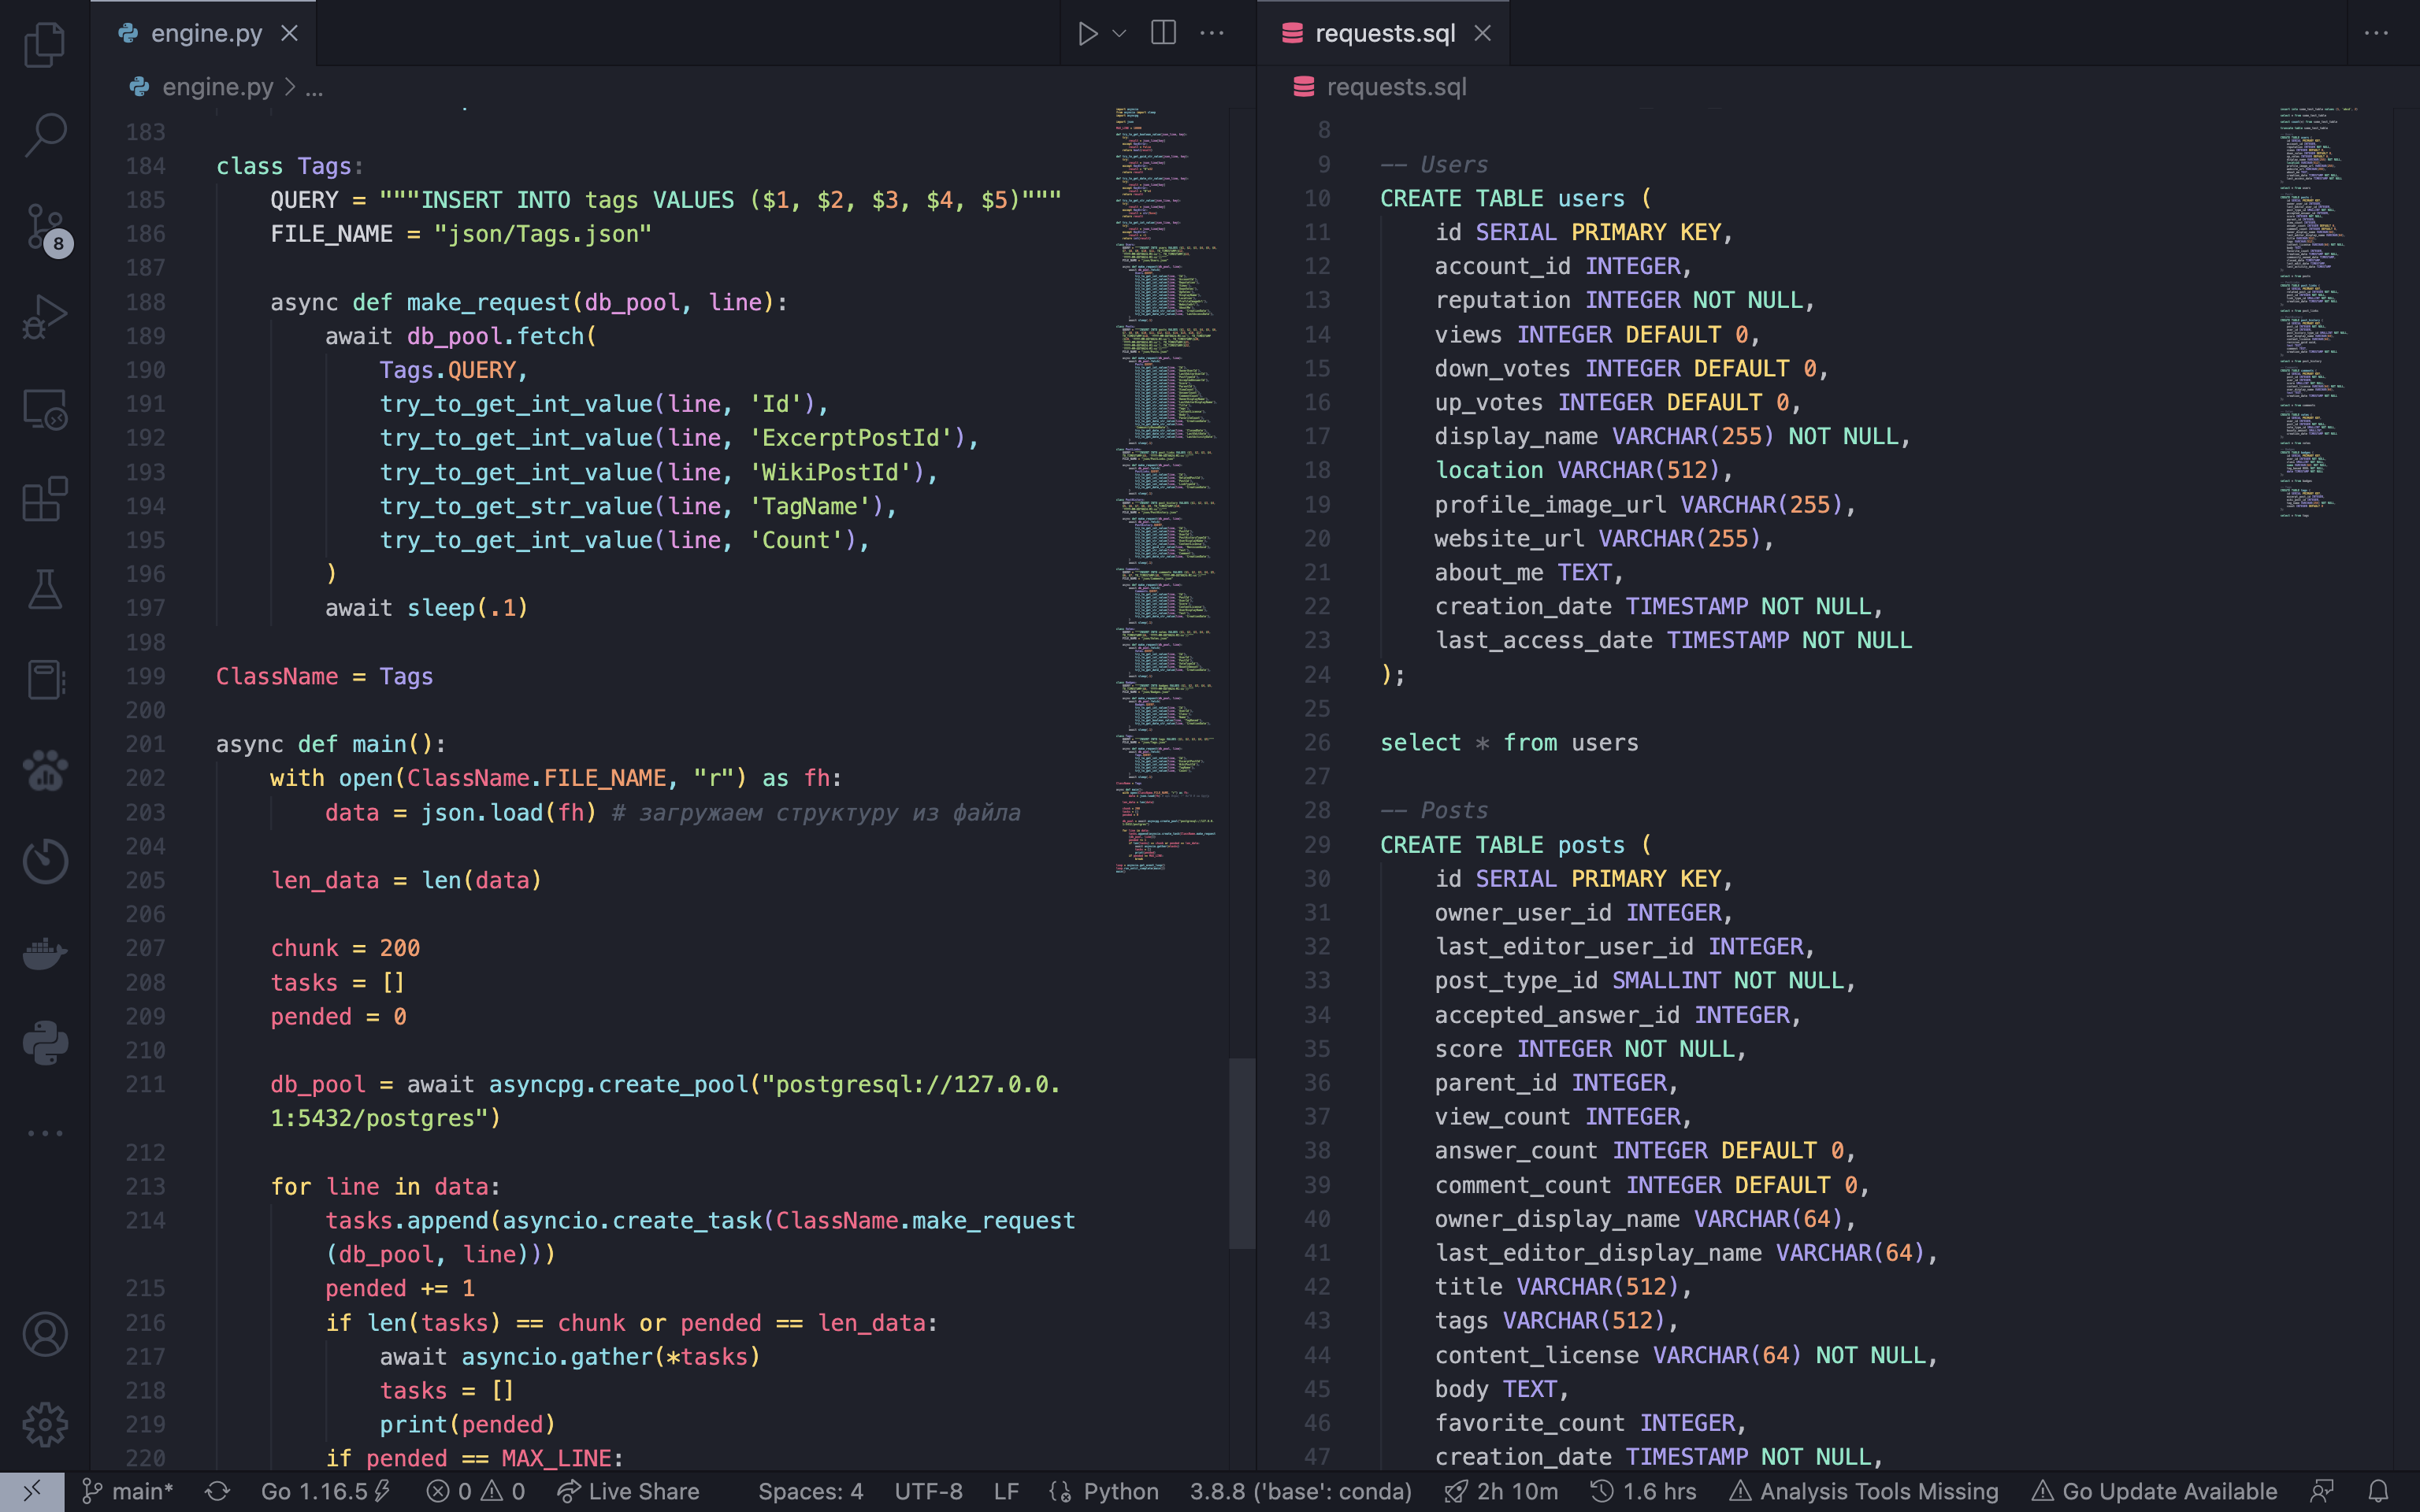 engine.py
requests.sql
engine.py > ...
requests.sql
183
184 class Tags:
185 QUERY = """INSERT INTO tags VALUES ($1, $2, $3, $4, $5)"""
186 FILE_NAME = "json/Tags.json"
187
188 async def make_request(db_pool, line):
189 await db_pool.fetch(
190 Tags.QUERY,
191 try_to_get_int_value(line, 'Id'),
192 try_to_get_int_value(line, 'ExcerptPostId'),
193 try_to_get_int_value(line, 'WikiPostId'),
194 try_to_get_str_value(line, 'TagName'),
195 try_to_get_int_value(line, 'Count'),
196 )
197 await sleep(.1)
198
199 ClassName = Tags
200
201 async def main():
202 with open(ClassName.FILE_NAME, "r") as fh:
203 data = json.load(fh) # загружаем структуру из файла
204
205 len_data = len(data)
206
207 chunk = 200
208 tasks = []
209 pended = 0
210
211 db_pool = await asyncpg.create_pool("postgresql://127.0.0.
1:5432/postgres")
212
213 for line in data:
214 tasks.append(asyncio.create_task(ClassName.make_request
(db_pool, line)))
215 pended += 1
216 if len(tasks) == chunk or pended == len_data:
217 await asyncio.gather(*tasks)
218 tasks = []
219 print(pended)
220 if pended == MAX_LINE:
8
9 -- Users
10 CREATE TABLE users (
11 id SERIAL PRIMARY KEY,
12 account_id INTEGER,
13 reputation INTEGER NOT NULL,
14 views INTEGER DEFAULT 0,
15 down_votes INTEGER DEFAULT 0,
16 up_votes INTEGER DEFAULT 0,
17 display_name VARCHAR(255) NOT NULL,
18 location VARCHAR(512),
19 profile_image_url VARCHAR(255),
20 website_url VARCHAR(255),
21 about_me TEXT,
22 creation_date TIMESTAMP NOT NULL,
23 last_access_date TIMESTAMP NOT NULL
24 );
25
26 select * from users
27
28 -- Posts
29 CREATE TABLE posts (
30 id SERIAL PRIMARY KEY,
31 owner_user_id INTEGER,
32 last_editor_user_id INTEGER,
33 post_type_id SMALLINT NOT NULL,
34 accepted_answer_id INTEGER,
35 score INTEGER NOT NULL,
36 parent_id INTEGER,
37 view_count INTEGER,
38 answer_count INTEGER DEFAULT 0,
39 comment_count INTEGER DEFAULT 0,
40 owner_display_name VARCHAR(64),
41 last_editor_display_name VARCHAR(64),
42 title VARCHAR(512),
43 tags VARCHAR(512),
44 content_license VARCHAR(64) NOT NULL,
45 body TEXT,
46 favorite_count INTEGER,
47 creation_date TIMESTAMP NOT NULL,
8
main* Go 1.16.5 0 0 Live Share Spaces: 4 UTF-8 LF Python 3.8.8 ('base': conda) 2h 10m 1.6 hrs Analysis Tools Missing Go Update Available